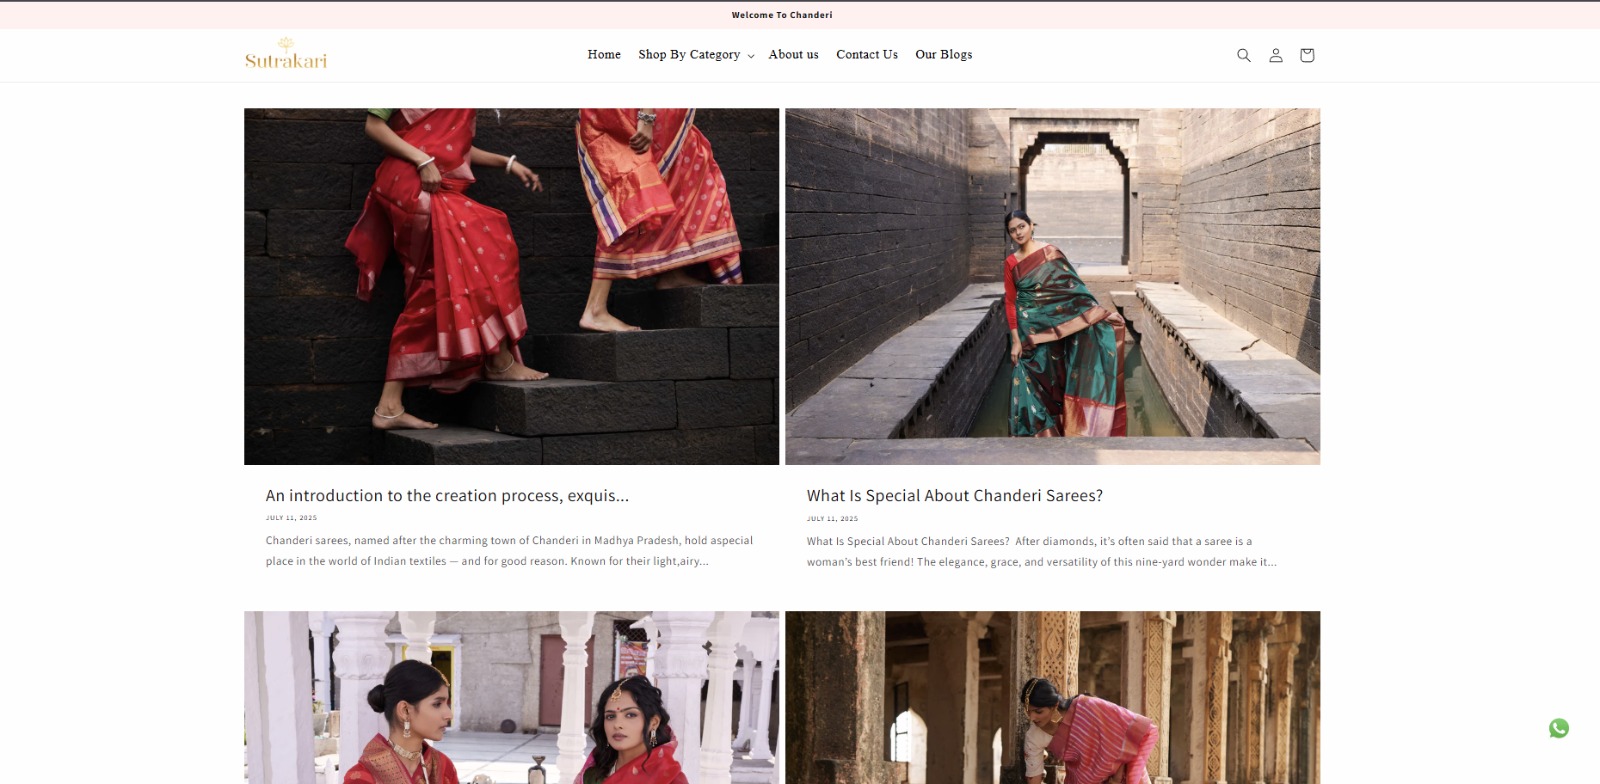 Welcome To Chanderi
Sutrakari
Home Shop By Category About us Contact Us Our Blogs
An introduction to the creation process, exquis...
JULY 11, 2025
Chanderi sarees, named after the charming town of Chanderi in Madhya Pradesh, hold aspecial
place in the world of Indian textiles — and for good reason. Known for their light,airy...
What Is Special About Chanderi Sarees?
JULY 11, 2025
What Is Special About Chanderi Sarees?  After diamonds, it’s often said that a saree is a
woman’s best friend! The elegance, grace, and versatility of this nine-yard wonder make it...